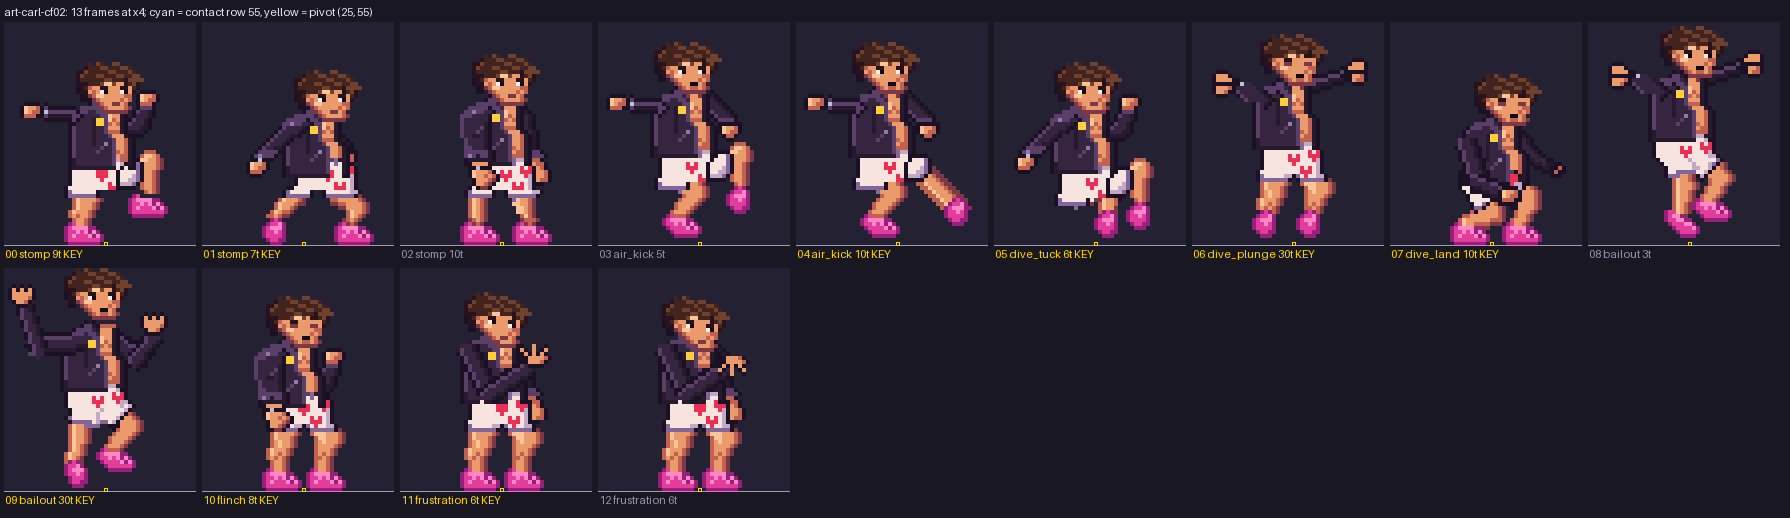 art-carl-cf02: 13 frames at x4; cyan = contact row 55, yellow = pivot (25, 55)
00 stomp 9t KEY
01 stomp 7t KEY
02 stomp 10t
03 air_kick 5t
04 air_kick 10t KEY
05 dive_tuck 6t KEY
06 dive_plunge 30t KEY
07 dive_land 10t KEY
08 bailout 3t
09 bailout 30t KEY
10 flinch 8t KEY
11 frustration 6t KEY
12 frustration 6t